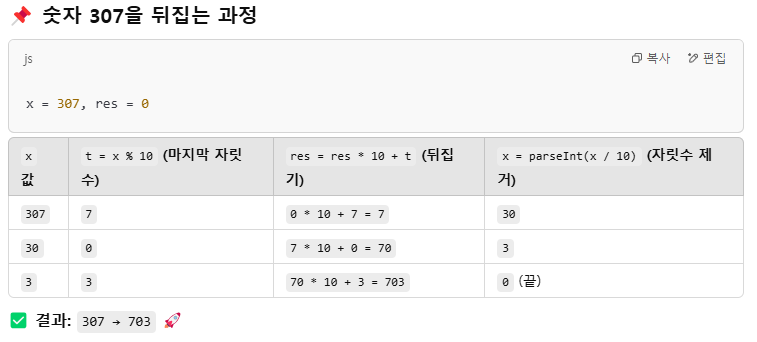 📌 숫자 307을 뒤집는 과정
js 복사 편집
x = 307, res = 0
x 값 t = x % 10 (마지막 자릿수) res = res * 10 + t (뒤집기) x = parseInt(x / 10) (자릿수 제거)
307 7 0 * 10 + 7 = 7 30
30 0 7 * 10 + 0 = 70 3
3 3 70 * 10 + 3 = 703 0 (끝)
✅ 결과: 307 → 703 🚀